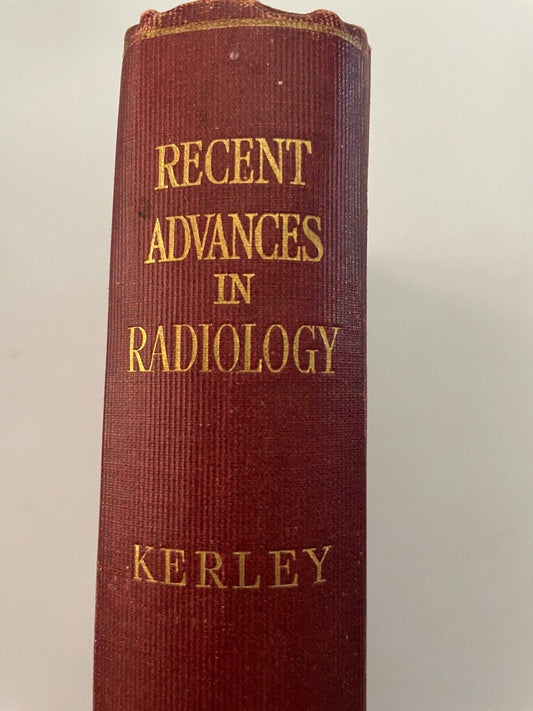 RECENT
ADVANCES
IN
RADIOLOGY
KERLEY